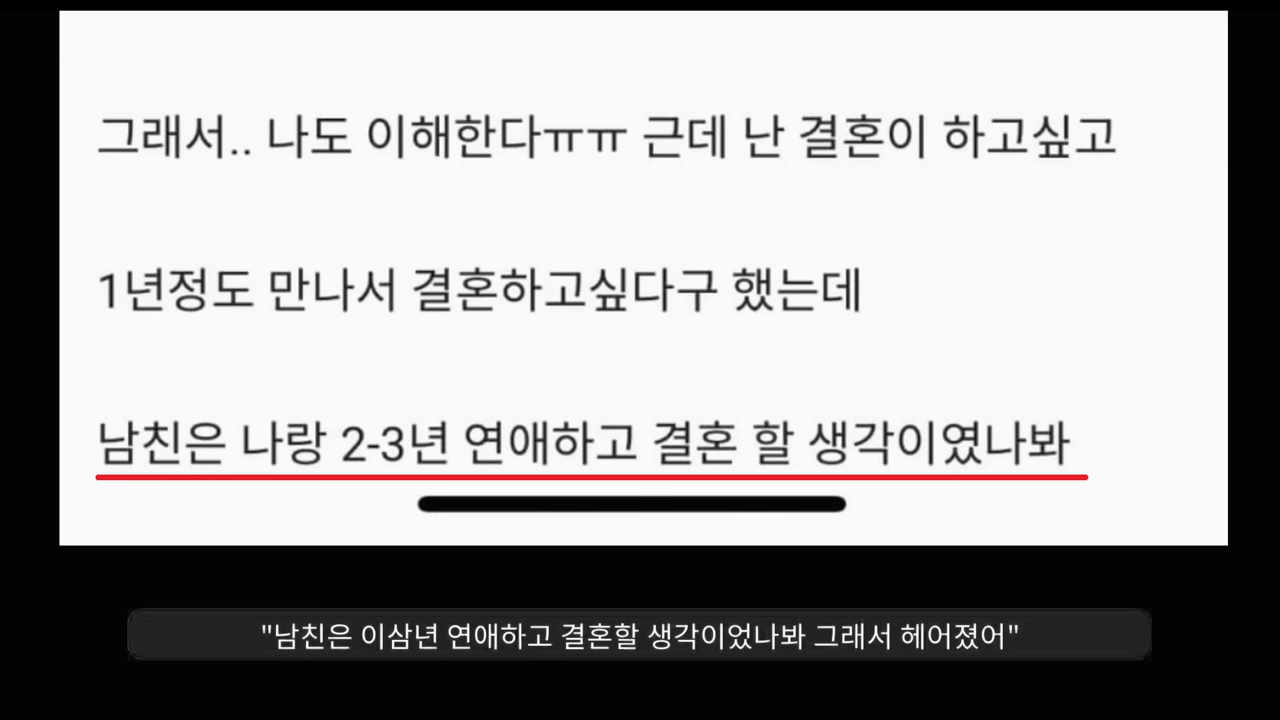 그래서.. 나도 이해한다ㅠㅠ 근데 난 결혼이 하고싶고
1년정도 만나서 결혼하고싶다구 했는데
남친은 나랑 2-3년 연애하고 결혼 할 생각이였나봐
"남친은 이삼년 연애하고 결혼할 생각이었나봐 그래서 헤어졌어"